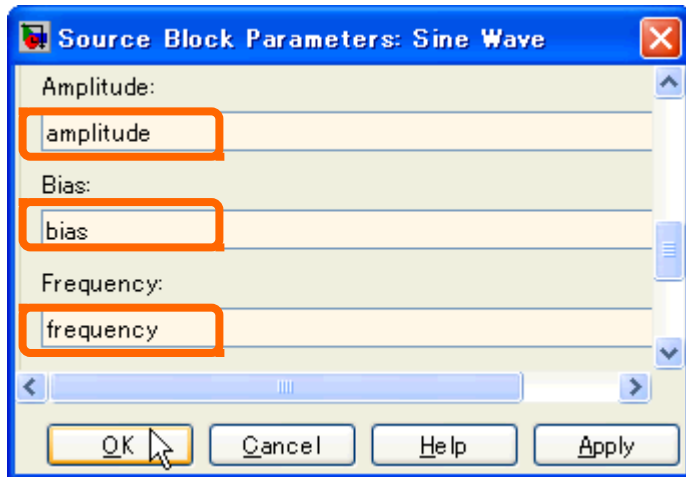 Source Block Parameters: Sine Wave
Amplitude:
amplitude
Bias:
bias
Frequency:
frequency
OK Cancel Help Apply